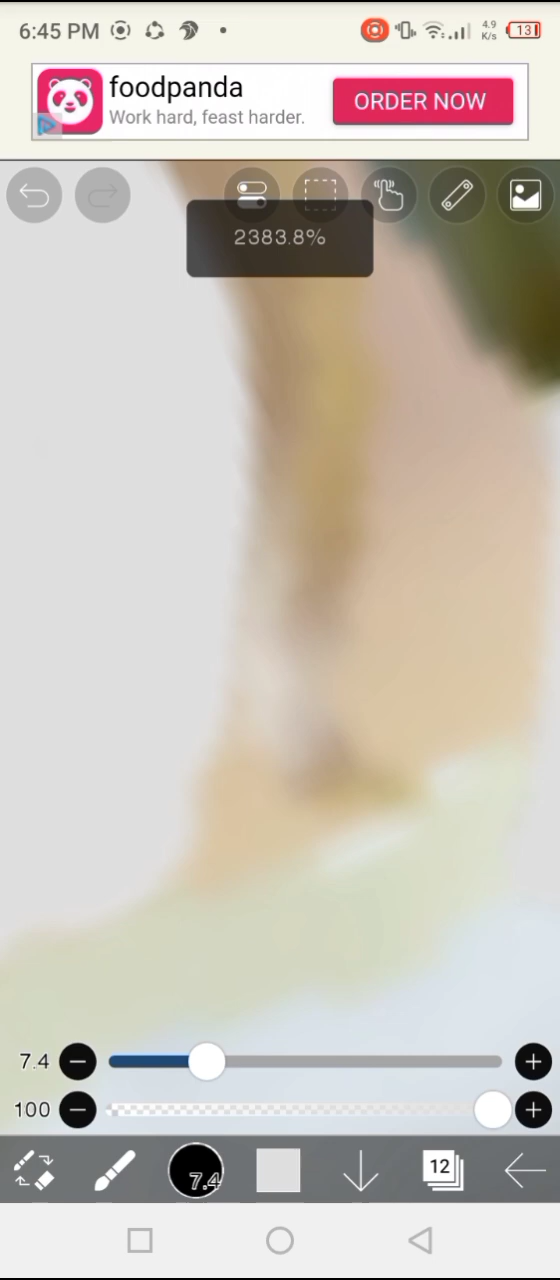 6:45 PM
4.9
K/s
13
foodpanda
Work hard, feast harder.
ORDER NOW
2383.8%
7.4
100
7.4
12